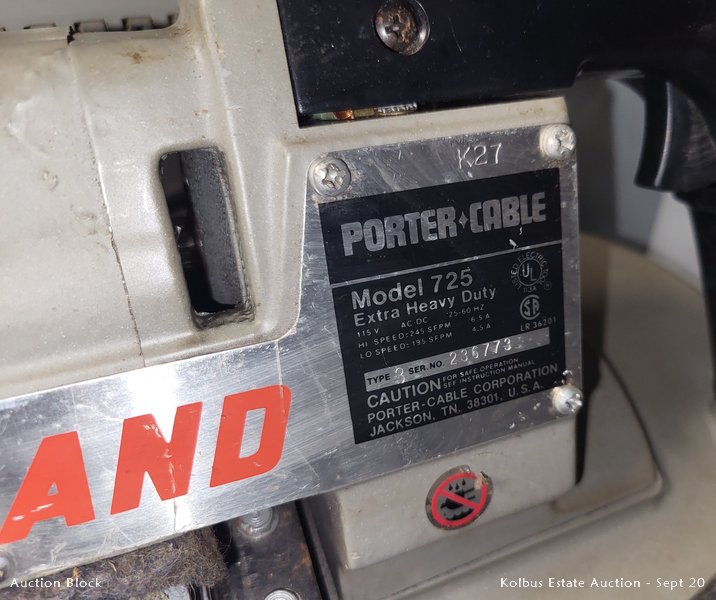 K27
PORTER+CABLE
Model 725
Extra Heavy Duty
115 V AC DC 25-60 HZ
HI SPEED: 245 SFPM 6.5 A
LO SPEED: 195 SFPM 4.5 A
UL
SA
LR 36201
TYPE 3 SER. NO.
CAUTION FOR SAFE OPERATION
SEE INSTRUCTION MANUAL
PORTER-CABLE CORPORATION
JACKSON, TN. 38301, U.S.A.
AND
Auction Block
Kolbus Estate Auction - Sept 20